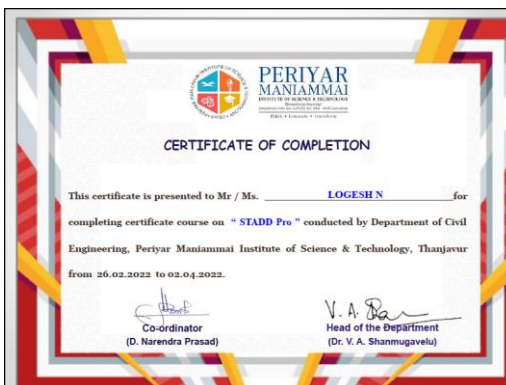 PERIYAR
MANIAMMAI
INSTITUTE OF SCIENCE & TECHNOLOGY
CERTIFICATE OF COMPLETION
This certificate is presented to Mr / Ms. LOGESH N for
completing certificate course on “ STADD Pro ” conducted by Department of Civil
Engineering, Periyar Maniammai Institute of Science & Technology, Thanjavur
from 26.02.2022 to 02.04.2022.
V. A.
Co-ordinator
(D. Narendra Prasad)
Head of the Department
(Dr. V. A. Shanmugavelu)